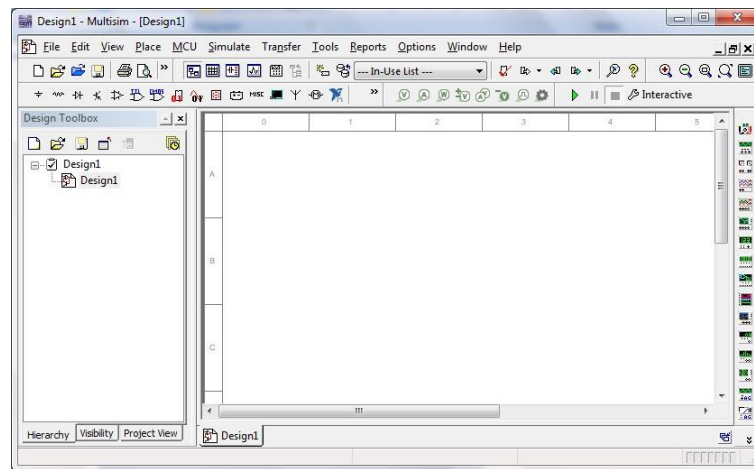 Design1 - Multisim - [Design1]
File Edit View Place MCU Simulate Transfer Tools Reports Options Window Help
--- In-Use List ---
MISC
Interactive
Design Toolbox
Design1
Design1
0 1 2 3 4 5
A
B
C
Hierarchy Visibility Project View
Design1